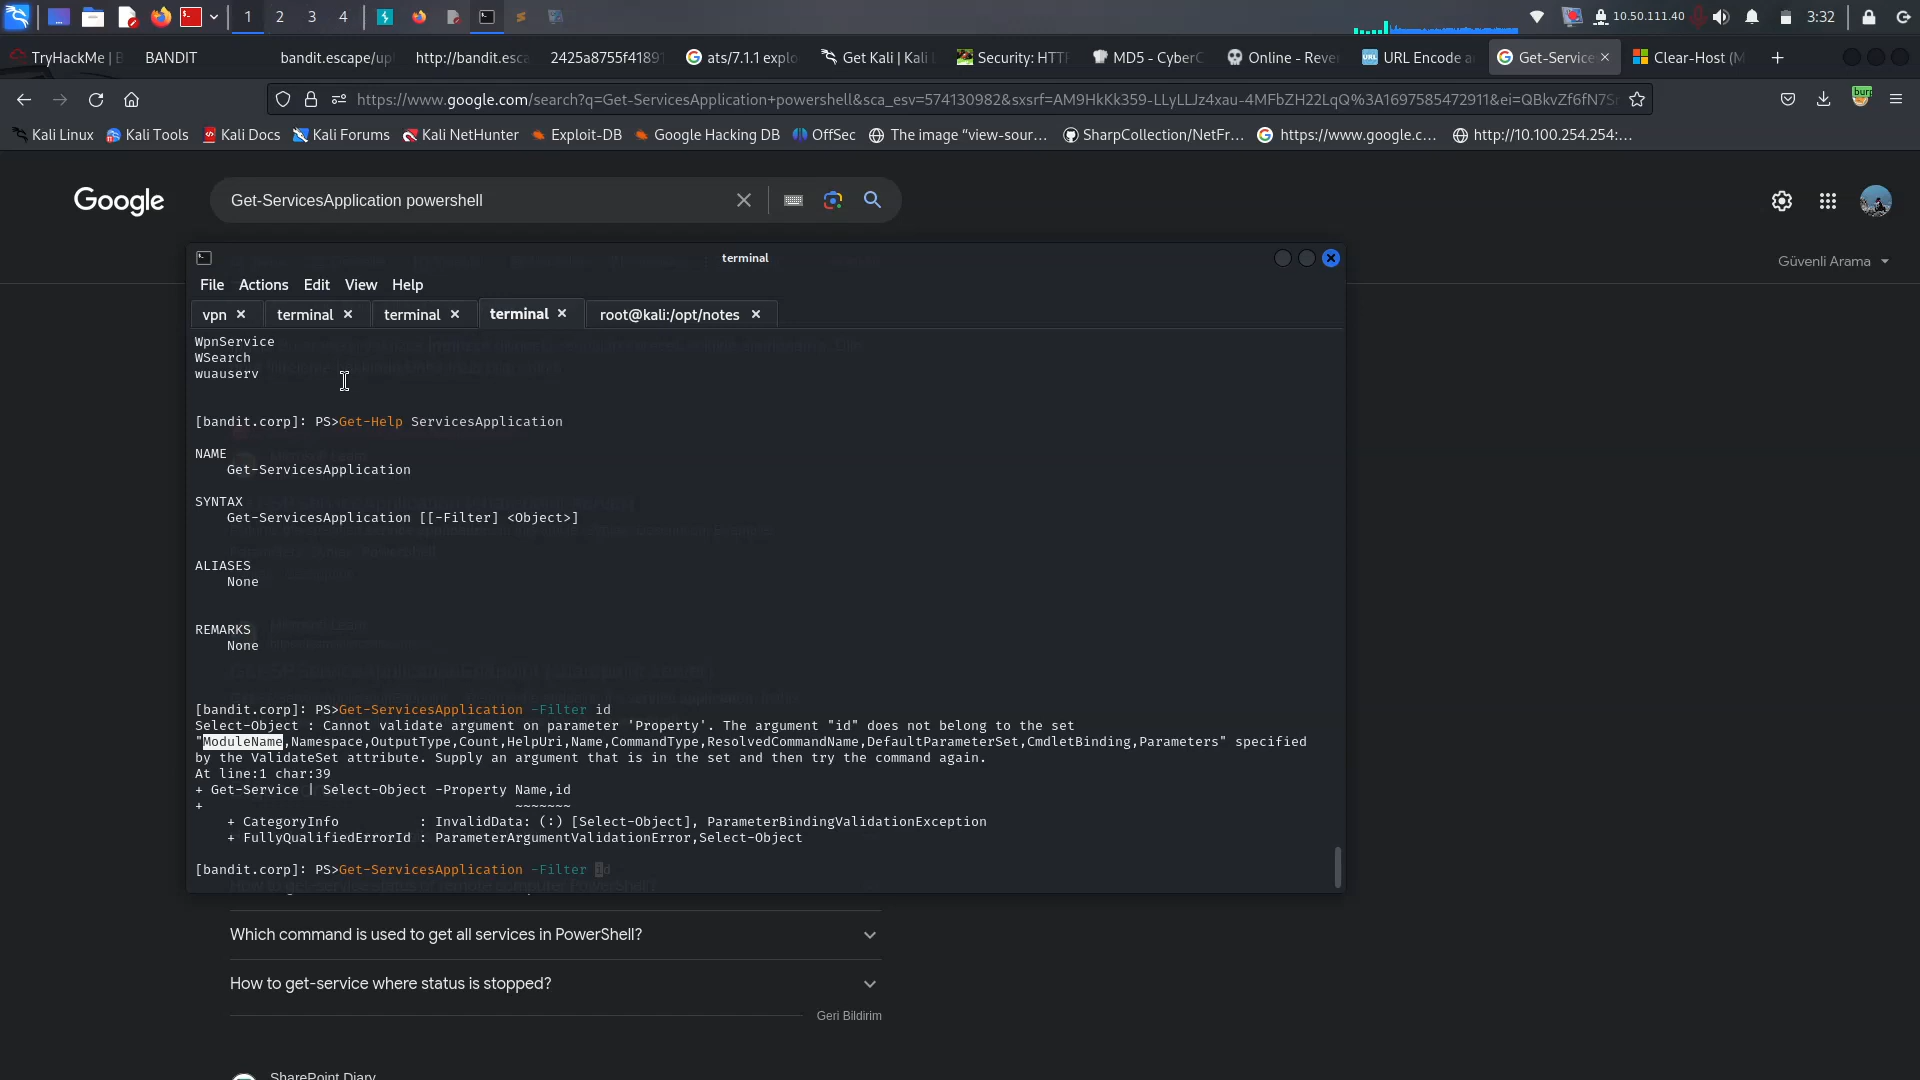 1 2 3 4
10.50.111.40
3:32
TryHackMe | B
BANDIT
bandit.escape/up
http://bandit.esca
2425a8755f41891
ats/7.1.1 explo
Get Kali | Kali L
Security: HTT
MD5 - CyberC
Online - Reve
URL Encode a
Get-Service
Clear-Host (M
https://www.google.com/search?q=Get-ServicesApplication+powershell&sca_esv=574130982&sxsrf=AM9HkKk359-LLyLLJz4xau-4MFbZH22LqQ%3A1697585472911&ei=QBkvZf6fN7Sr
burp
Kali Linux
Kali Tools
Kali Docs
Kali Forums
Kali NetHunter
Exploit-DB
Google Hacking DB
OffSec
The image “view-sour…
SharpCollection/NetFr…
https://www.google.c…
http://10.100.254.254:…
Google
Get-ServicesApplication powershell
Güvenli Arama
terminal
File Actions Edit View Help
vpn
terminal
terminal
terminal
root@kali:/opt/notes
WpnService
WSearch
wuauserv
[bandit.corp]: PS>Get-Help ServicesApplication
NAME
Get-ServicesApplication
SYNTAX
Get-ServicesApplication [[-Filter] <Object>]
ALIASES
None
REMARKS
None
[bandit.corp]: PS>Get-ServicesApplication -Filter id
Select-Object : Cannot validate argument on parameter 'Property'. The argument "id" does not belong to the set
"ModuleName,Namespace,OutputType,Count,HelpUri,Name,CommandType,ResolvedCommandName,DefaultParameterSet,CmdletBinding,Parameters" specified
by the ValidateSet attribute. Supply an argument that is in the set and then try the command again.
At line:1 char:39
+ Get-Service | Select-Object -Property Name,id
+ ~~~~~~~
+ CategoryInfo : InvalidData: (:) [Select-Object], ParameterBindingValidationException
+ FullyQualifiedErrorId : ParameterArgumentValidationError,Select-Object
[bandit.corp]: PS>Get-ServicesApplication -Filter id
Which command is used to get all services in PowerShell?
How to get-service where status is stopped?
Geri Bildirim
SharePoint Diary